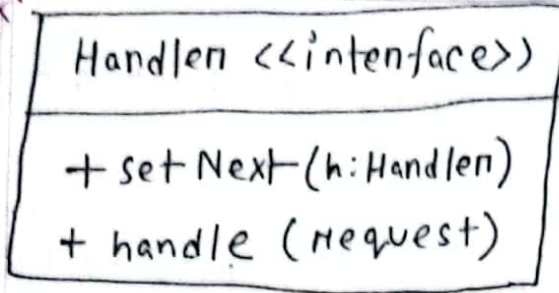 Handler <<interface>>
+ setNext(h:Handler)
+ handle (request)